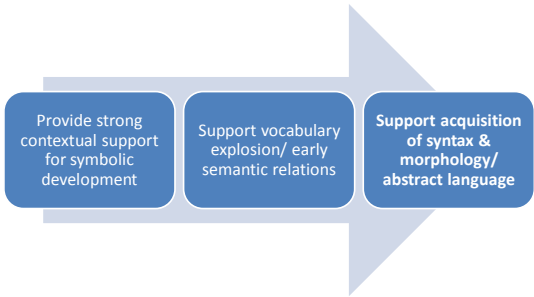 Provide strong
contextual support
for symbolic
development
Support vocabulary
explosion/ early
semantic relations
Support acquisition
of syntax &
morphology/
abstract language